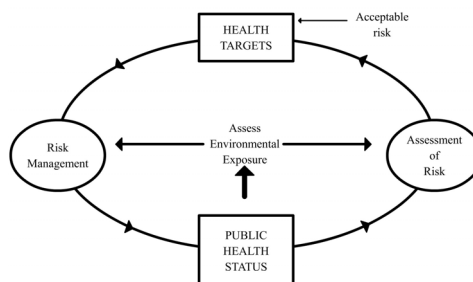 HEALTH
TARGETS
Acceptable
risk
Risk
Management
Assess
Environmental
Exposure
Assessment
of
Risk
PUBLIC
HEALTH
STATUS